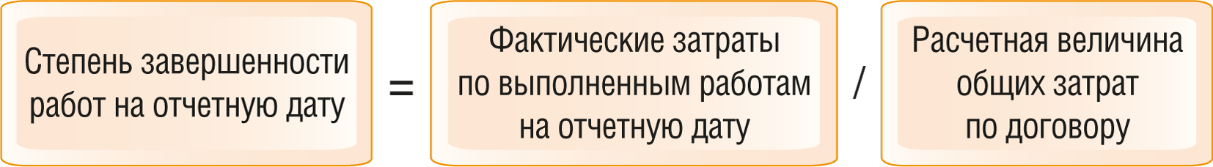 Степень завершенности
работ на отчетную дату
=
Фактические затраты
по выполненным работам
на отчетную дату
/
Расчетная величина
общих затрат
по договору